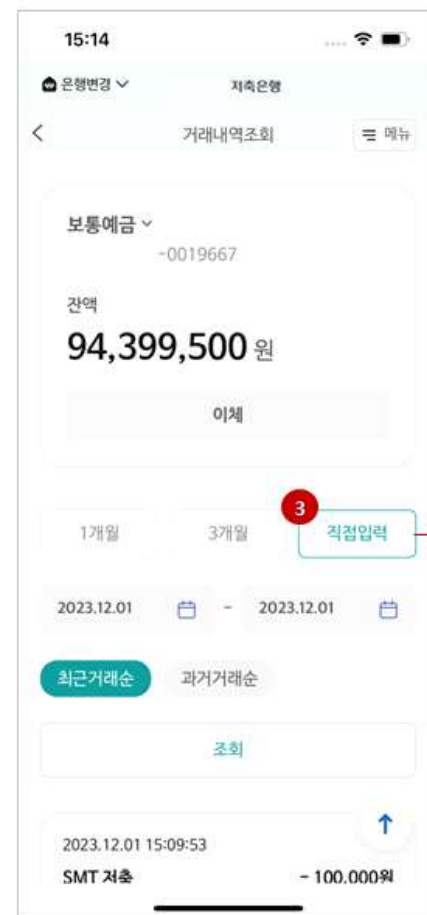 15:14
은행변경 저축은행
거래내역조회 메뉴
보통예금
-0019667
잔액
94,399,500 원
이체
3
1개월 3개월 직접입력
2023.12.01 - 2023.12.01
최근거래순 과거거래순
조회
2023.12.01 15:09:53
SMT 저축 - 100,000원